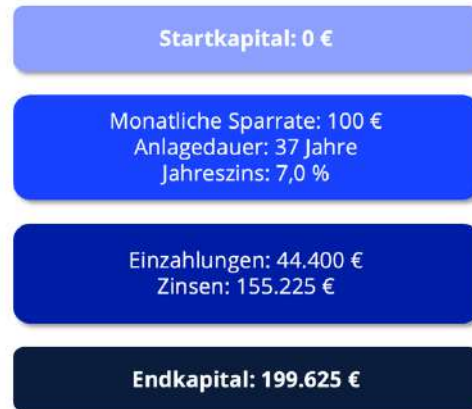 Startkapital: 0 €
Monatliche Sparrate: 100 €
Anlagedauer: 37 Jahre
Jahreszins: 7,0 %
Einzahlungen: 44.400 €
Zinsen: 155.225 €
Endkapital: 199.625 €